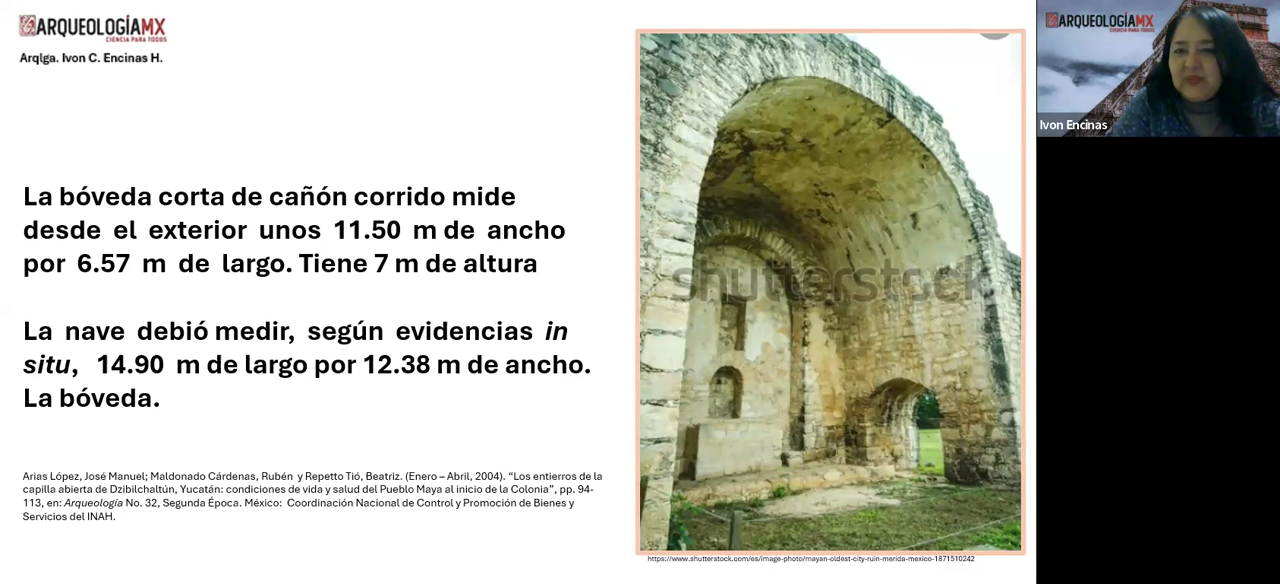 ARQUEOLOGÍAMX
CIENCIA PARA TODOS
Arqlga. Ivon C. Encinas H.
La bóveda corta de cañón corrido mide
desde el exterior unos 11.50 m de ancho
por 6.57 m de largo. Tiene 7 m de altura
La nave debió medir, según evidencias in
situ, 14.90 m de largo por 12.38 m de ancho.
La bóveda.
Arias López, José Manuel; Maldonado Cárdenas, Rubén y Repetto Tió, Beatriz. (Enero – Abril, 2004). “Los entierros de la
capilla abierta de Dzibilchaltún, Yucatán: condiciones de vida y salud del Pueblo Maya al inicio de la Colonia”, pp. 94-
113, en: Arqueología No. 32, Segunda Época. México: Coordinación Nacional de Control y Promoción de Bienes y
Servicios del INAH.
shutterstock
https://www.shutterstock.com/es/image-photo/mayan-oldest-city-ruin-merida-mexico-1871510242
ARQUEOLOGÍAMX
CIENCIA PARA TODOS
Ivon Encinas